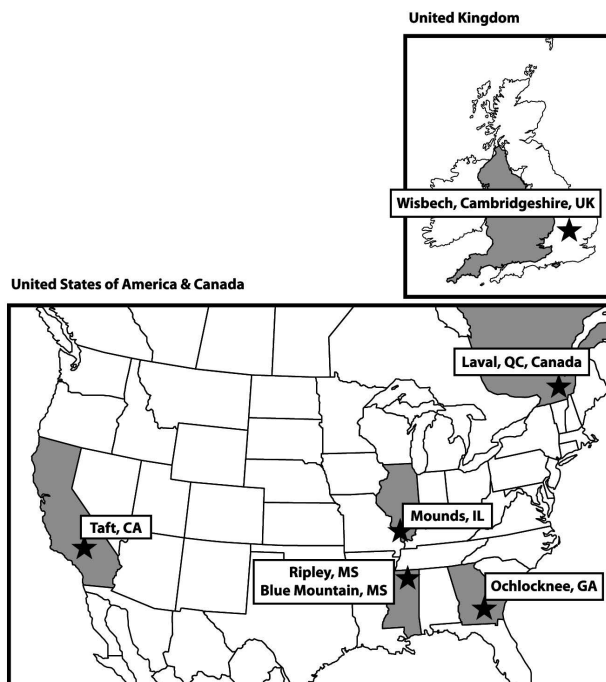 United Kingdom
Wisbech, Cambridgeshire, UK
United States of America & Canada
Laval, QC, Canada
Taft, CA
Mounds, IL
Ripley, MS
Blue Mountain, MS
Ochlocknee, GA